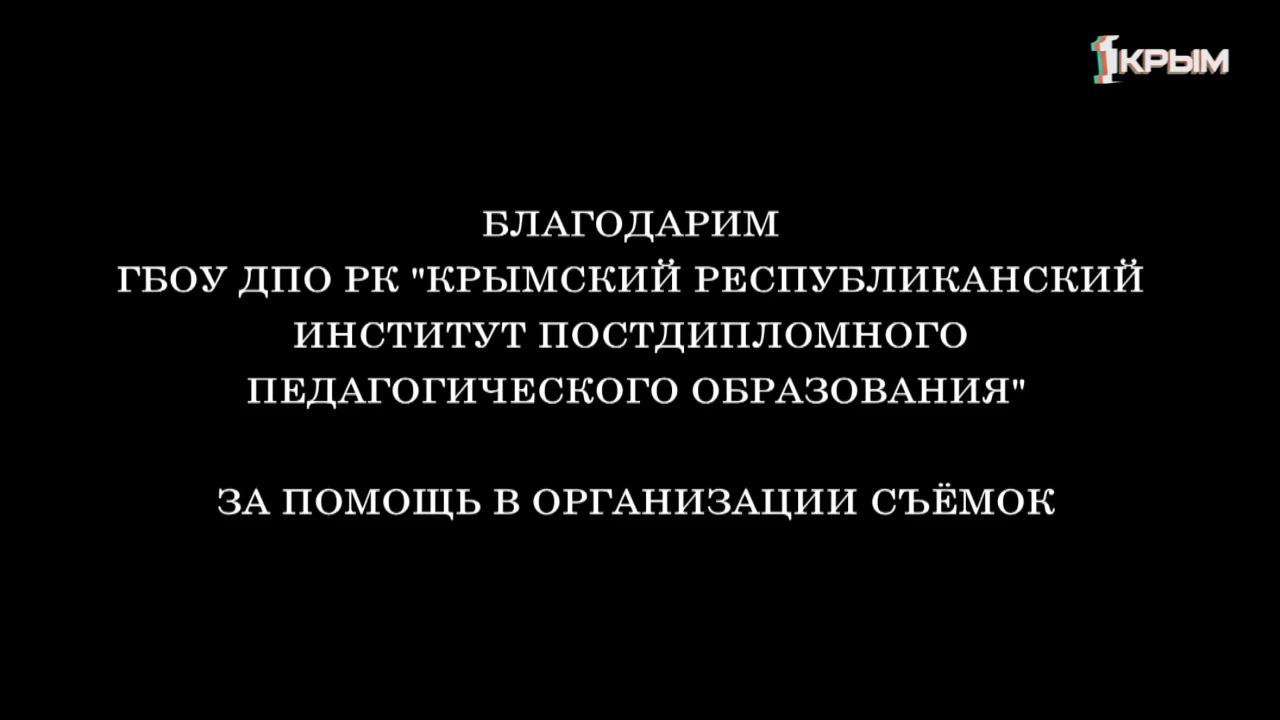 1КРЫМ
БЛАГОДАРИМ
ГБОУ ДПО РК "КРЫМСКИЙ РЕСПУБЛИКАНСКИЙ
ИНСТИТУТ ПОСТДИПЛОМНОГО
ПЕДАГОГИЧЕСКОГО ОБРАЗОВАНИЯ"
ЗА ПОМОЩЬ В ОРГАНИЗАЦИИ СЪЁМОК